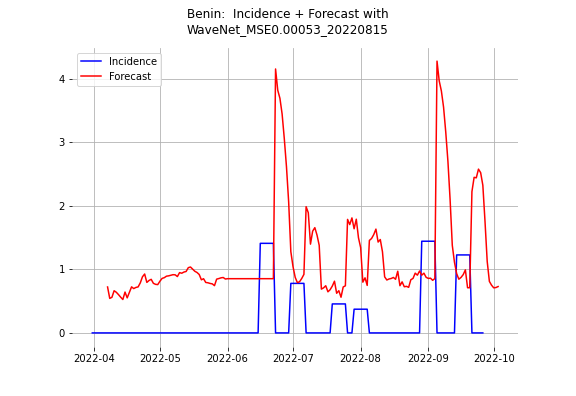 Benin:  Incidence + Forecast with
WaveNet_MSE0.00053_20220815
Incidence
Forecast
4
3
2
1
0
2022-04 2022-05 2022-06 2022-07 2022-08 2022-09 2022-10